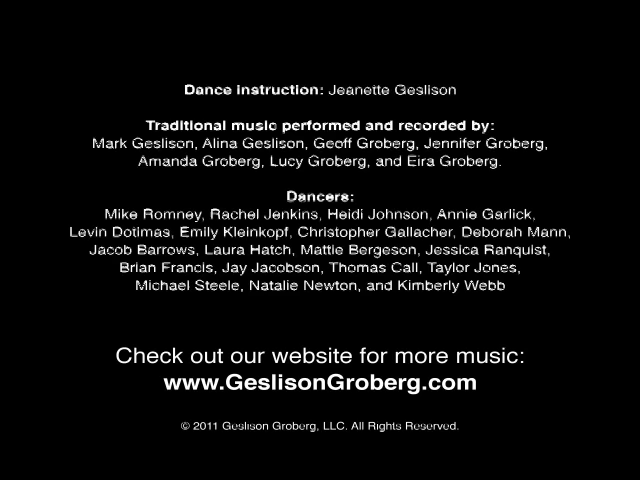 Dance instruction: Jeanette Geslison
Traditional music performed and recorded by:
Mark Geslison, Alina Geslison, Geoff Groberg, Jennifer Groberg,
Amanda Groberg, Lucy Groberg, and Eira Groberg.
Dancers:
Mike Romney, Rachel Jenkins, Heidi Johnson, Annie Garlick,
Levin Dotimas, Emily Kleinkopf, Christopher Gallacher, Deborah Mann,
Jacob Barrows, Laura Hatch, Mattie Bergeson, Jessica Ranquist,
Brian Francis, Jay Jacobson, Thomas Call, Taylor Jones,
Michael Steele, Natalie Newton, and Kimberly Webb
Check out our website for more music:
www.GeslisonGroberg.com
© 2011 Geslison Groberg, LLC. All Rights Reserved.